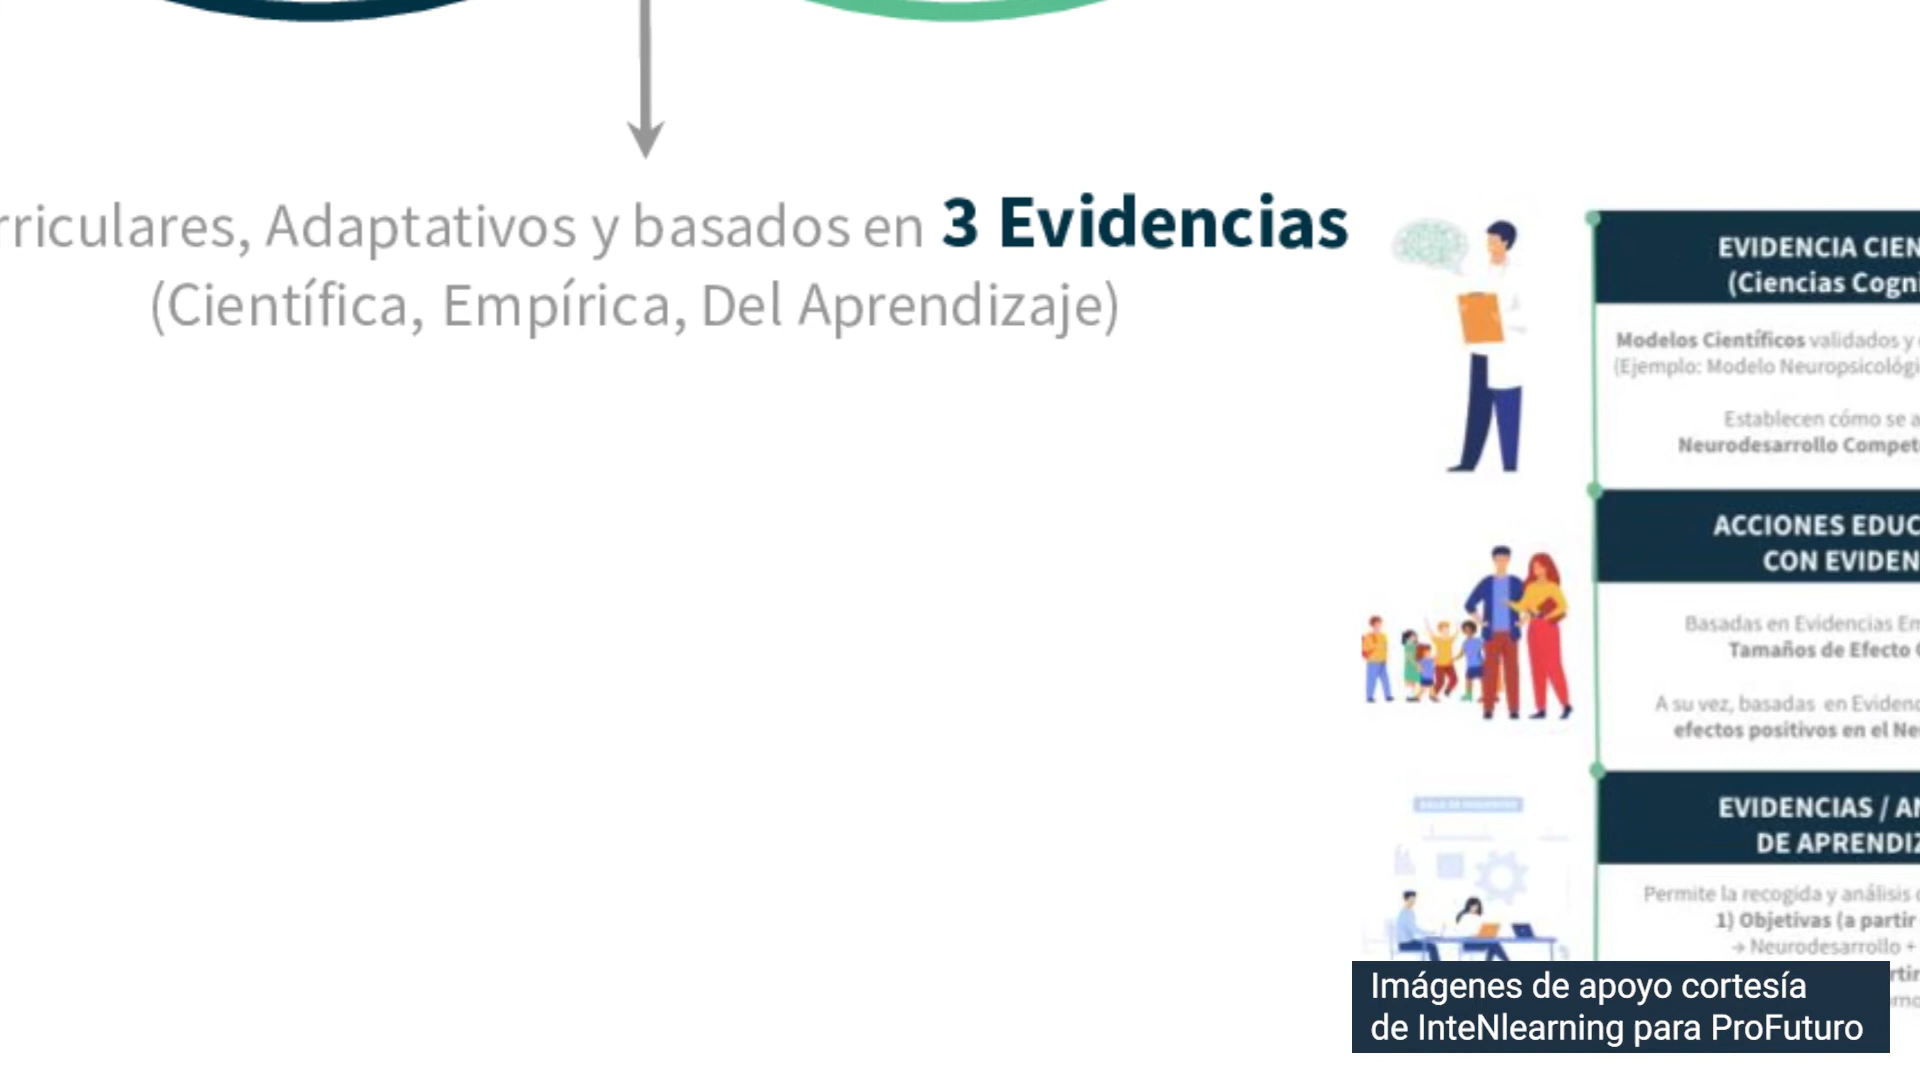 rriculares, Adaptativos y basados en 3 Evidencias
(Científica, Empírica, Del Aprendizaje)
EVIDENCIA CIEN
(Ciencias Cogni
Modelos Científicos validados y
(Ejemplo: Modelo Neuropsicológi
Establecen cómo se a
Neurodesarrollo Compet
ACCIONES EDUC
CON EVIDEN
Basadas en Evidencias Em
Tamaños de Efecto
A su vez, basadas en Evidenc
efectos positivos en el Ne
EVIDENCIAS / AN
DE APRENDIZ
Permite la recogida y análisis
1) Objetivas (a partir
→ Neurodesarrollo +
Imágenes de apoyo cortesía
de InteNlearning para ProFuturo